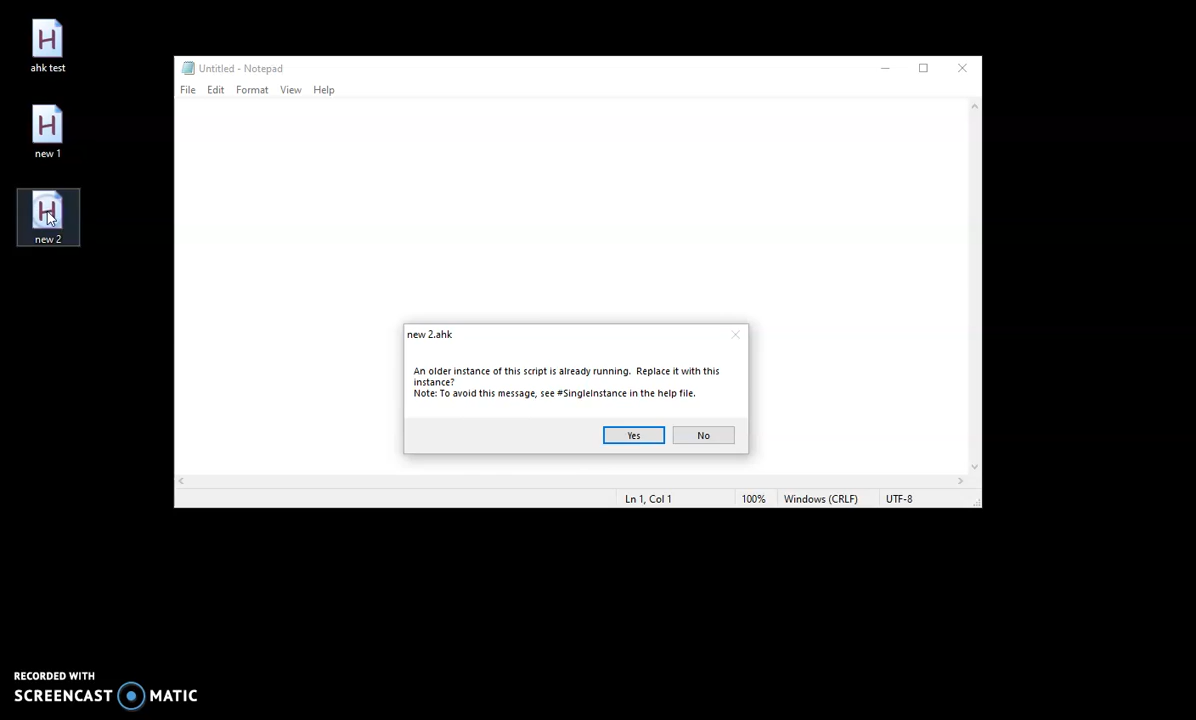 ahk test
new 1
new 2
Untitled - Notepad
File Edit Format View Help
new 2.ahk
An older instance of this script is already running. Replace it with this
instance?
Note: To avoid this message, see #SingleInstance in the help file.
Yes No
Ln 1, Col 1 100% Windows (CRLF) UTF-8
RECORDED WITH
SCREENCAST MATIC